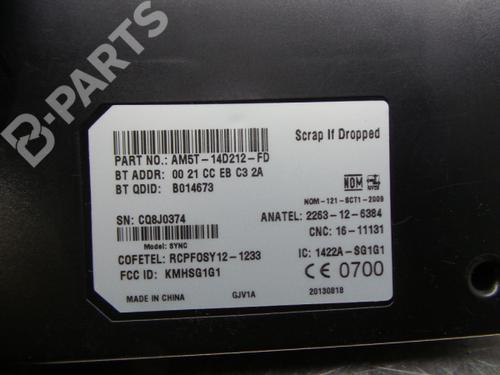 B-PARTS
Scrap If Dropped
PART NO.: AM5T-14D212-FD
BT ADDR: 00 21 CC EB C3 2A
BT QDID: B014673
NOM
NYCE
NOM-121-SCT1-2009
SN: CQ8J0374
ANATEL: 2263-12-6384
Model: SYNC
CNC: 16-11131
COFETEL: RCPFOSY12-1233
IC: 1422A-SG1G1
FCC ID: KMHSG1G1
CE 0700
MADE IN CHINA
GJV1A
20130818